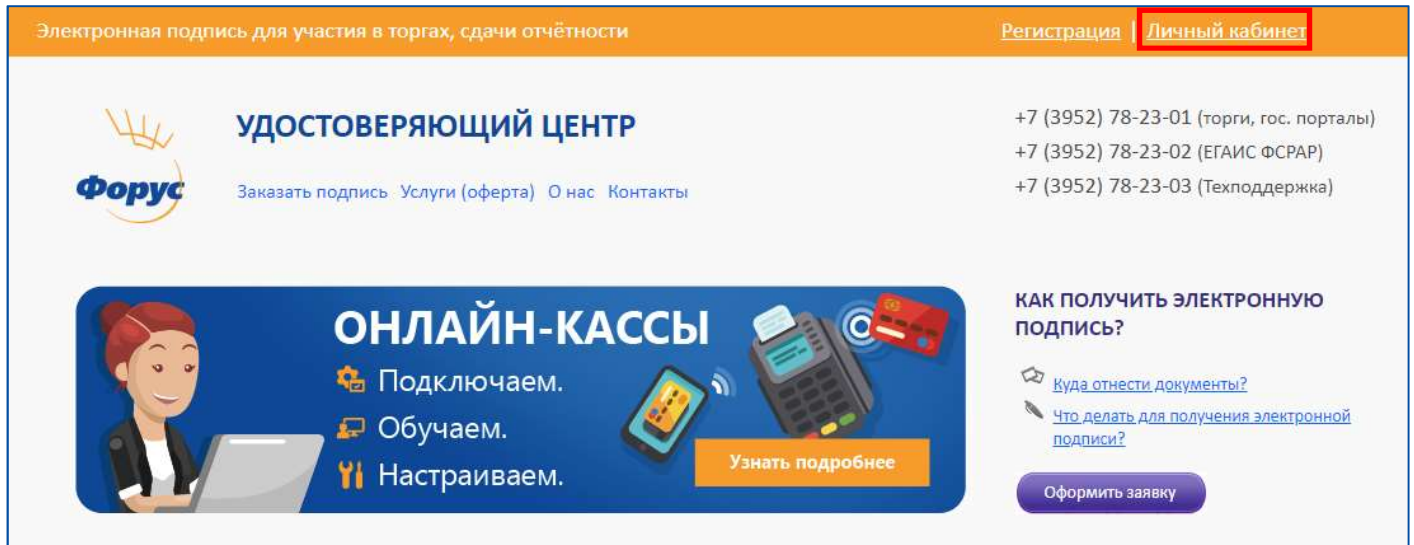 Электронная подпись для участия в торгах, сдачи отчётности
Регистрация | Личный кабинет
Форус
УДОСТОВЕРЯЮЩИЙ ЦЕНТР
Заказать подпись Услуги (оферта) О нас Контакты
+7 (3952) 78-23-01 (торги, гос. порталы)
+7 (3952) 78-23-02 (ЕГАИС ФСРАР)
+7 (3952) 78-23-03 (Техподдержка)
ОНЛАЙН-КАССЫ
Подключаем.
Обучаем.
Настраиваем.
Узнать подробнее
КАК ПОЛУЧИТЬ ЭЛЕКТРОННУЮ
ПОДПИСЬ?
Куда отнести документы?
Что делать для получения электронной
подписи?
Оформить заявку